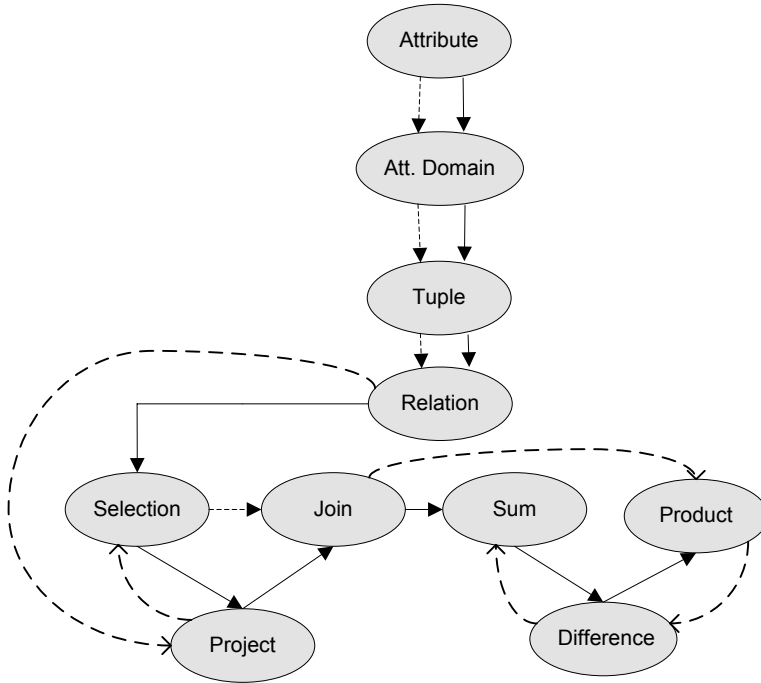 Attribute
Att. Domain
Tuple
Relation
Selection
Join
Sum
Product
Project
Difference